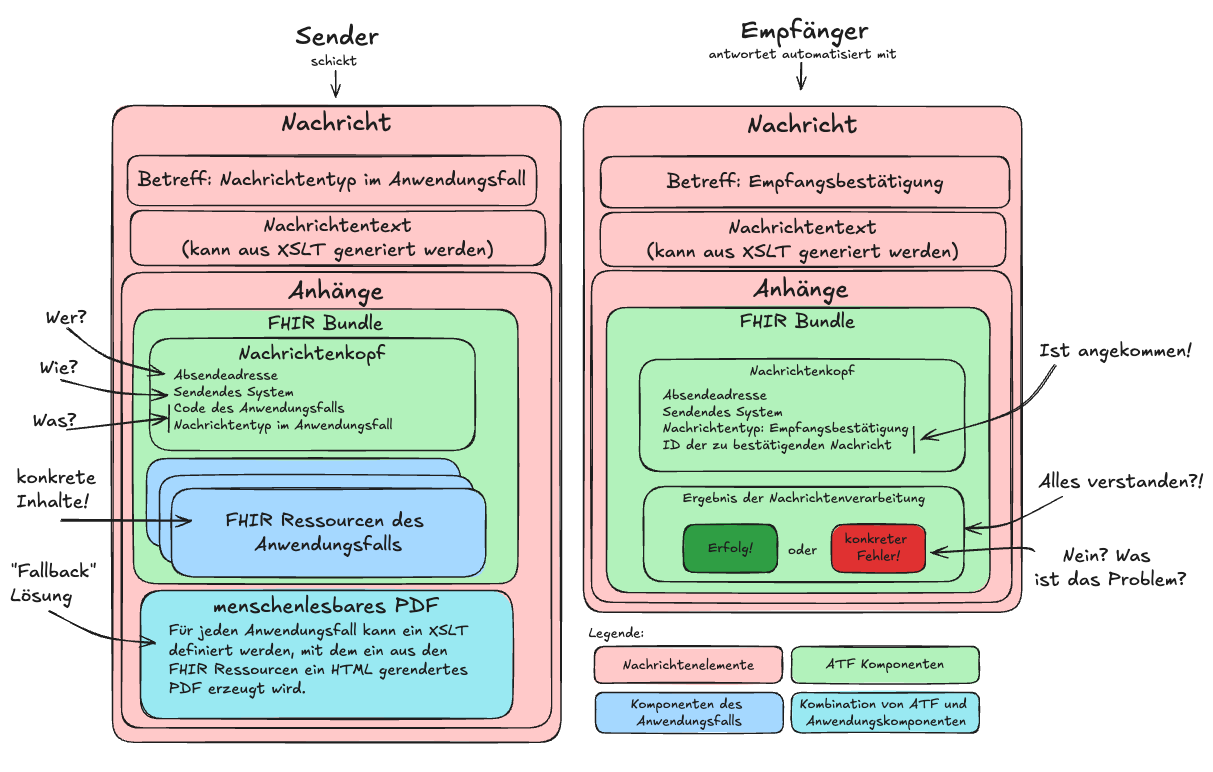 Sender
schickt
Nachricht
Betreff: Nachrichtentyp im Anwendungsfall
Nachrichtentext
(kann aus XSLT generiert werden)
Anhänge
FHIR Bundle
Nachrichtenkopf
Absendeadresse
Sendendes System
Code des Anwendungsfalls
Nachrichtentyp im Anwendungsfall
Wer?
Wie?
Was?
konkrete
Inhalte!
FHIR Ressourcen des
Anwendungsfalls
"Fallback"
Lösung
menschenlesbares PDF
Für jeden Anwendungsfall kann ein XSLT
definiert werden, mit dem ein aus den
FHIR Ressourcen ein HTML gerendertes
PDF erzeugt wird.
Empfänger
antwortet automatisiert mit
Nachricht
Betreff: Empfangsbestätigung
Nachrichtentext
(kann aus XSLT generiert werden)
Anhänge
FHIR Bundle
Nachrichtenkopf
Absendeadresse
Sendendes System
Nachrichtentyp: Empfangsbestätigung
ID der zu bestätigenden Nachricht
Ist angekommen!
Ergebnis der Nachrichtenverarbeitung
Erfolg!
oder
konkreter
Fehler!
Alles verstanden?!
Nein? Was
ist das Problem?
Legende:
Nachrichtenelemente
ATF Komponenten
Komponenten des
Anwendungsfalls
Kombination von ATF und
Anwendungskomponenten